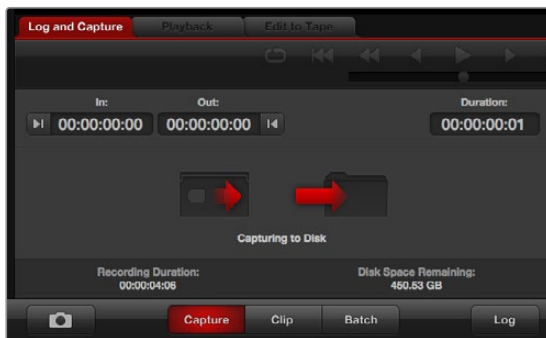 Log and Capture Playback Edit to Tape
In: Out: Duration:
00:00:00:00 00:00:00:00 00:00:00:01
Capturing to Disk
Recording Duration: Disk Space Remaining:
00:00:04:06 450.53 GB
Capture Clip Batch Log